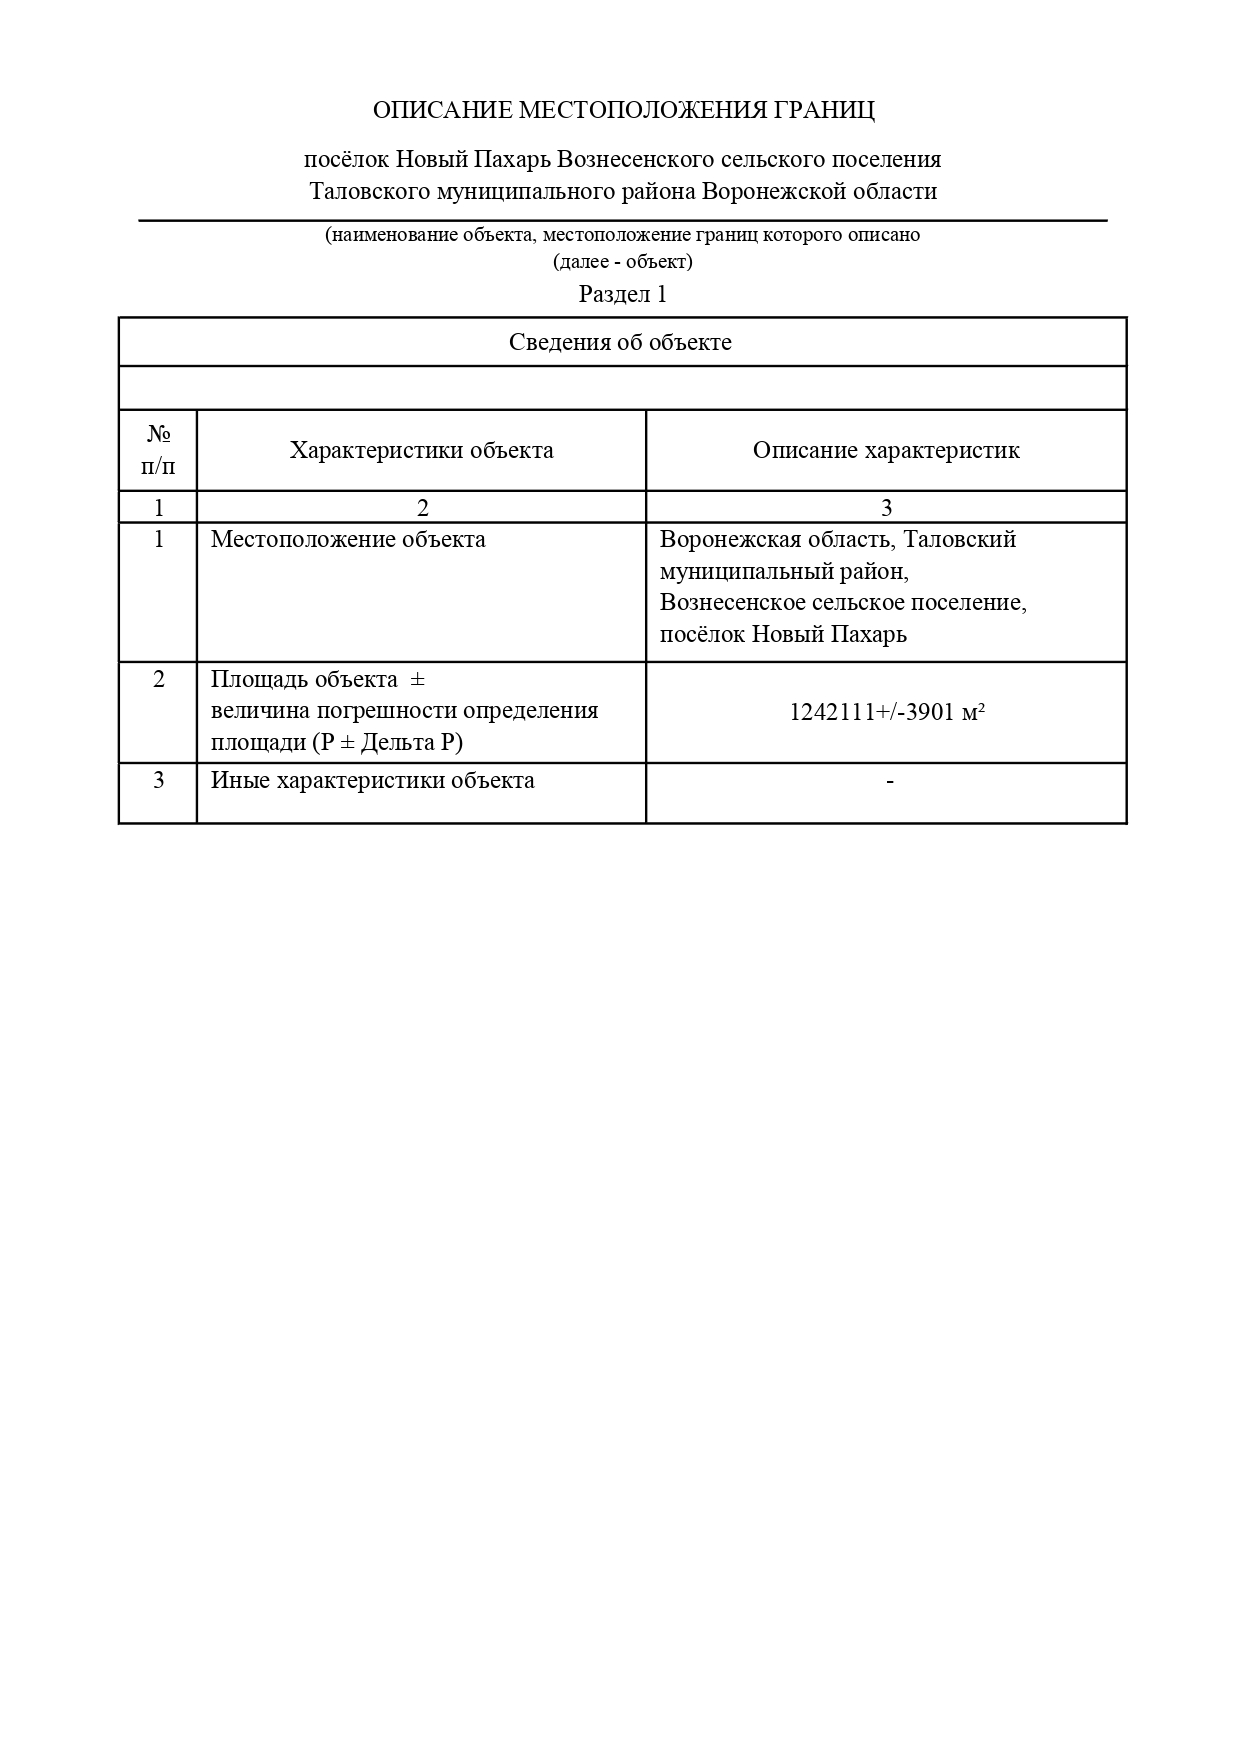 ОПИСАНИЕ МЕСТОПОЛОЖЕНИЯ ГРАНИЦ
посёлок Новый Пахарь Вознесенского сельского поселения
Таловского муниципального района Воронежской области
(наименование объекта, местоположение границ которого описано
(далее - объект)
Раздел 1
Сведения об объекте
№
п/п
Характеристики объекта
Описание характеристик
1
2
3
1
Местоположение объекта
Воронежская область, Таловский
муниципальный район,
Вознесенское сельское поселение,
посёлок Новый Пахарь
2
Площадь объекта ±
величина погрешности определения
площади (P ± Дельта P)
1242111+/-3901 м²
3
Иные характеристики объекта
-